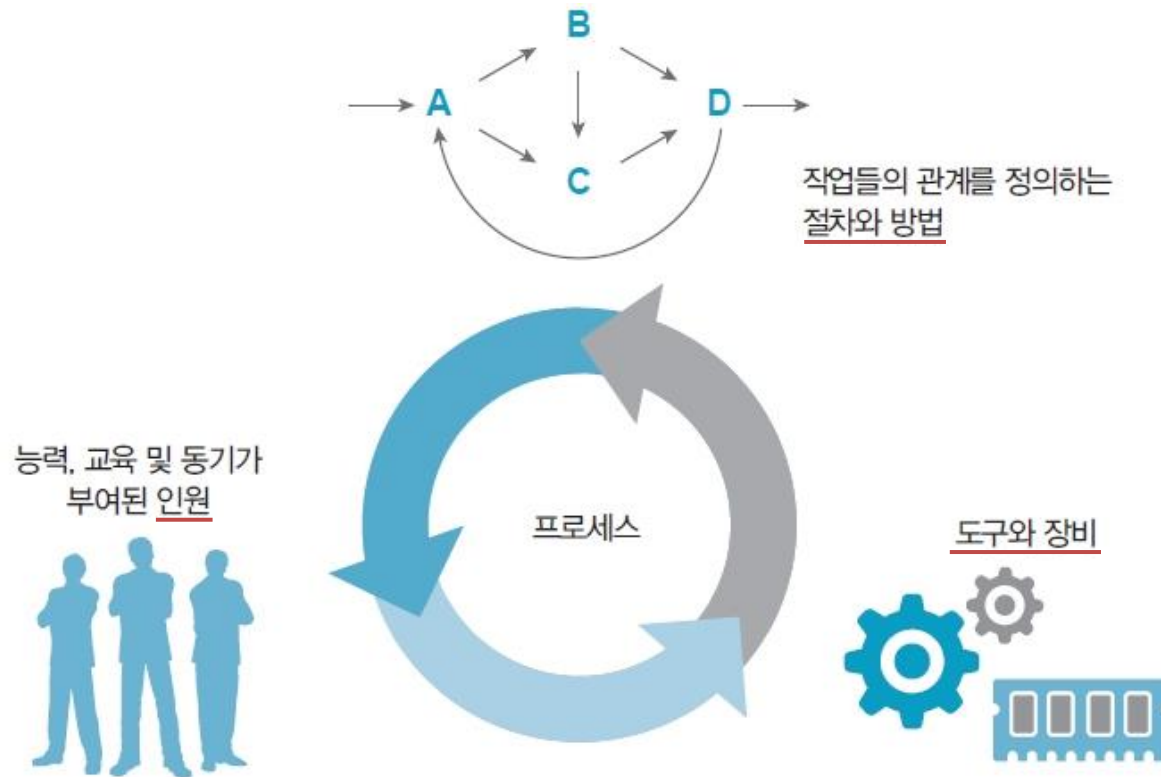 B
A
D
C
작업들의 관계를 정의하는
절차와 방법
능력, 교육 및 동기가
부여된 인원
프로세스
도구와 장비